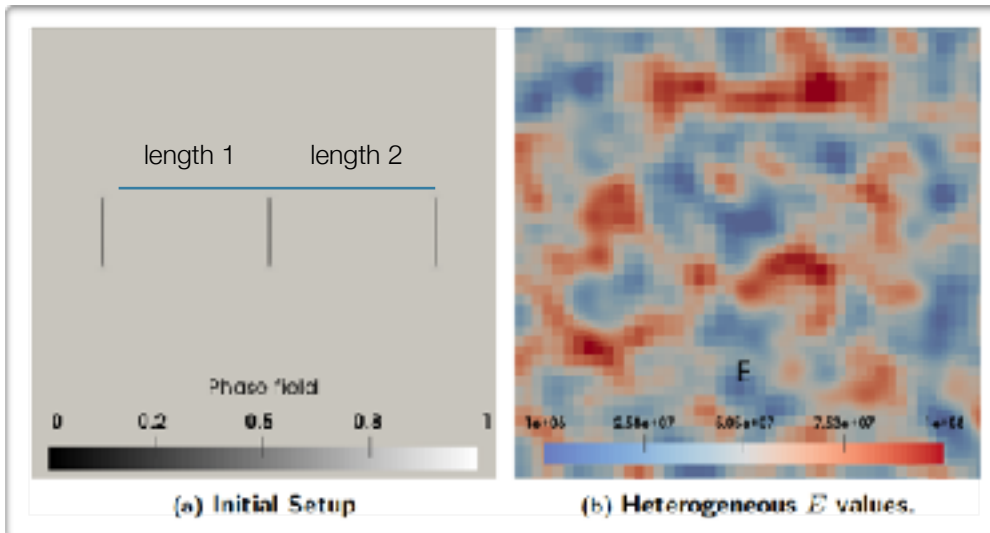 length 1 length 2
Phase field
0 0.2 0.5 0.8 1
(a) Initial Setup
E
1e+06 2.58e+07 5.05e+07 7.53e+07 1e+08
(b) Heterogeneous E values.